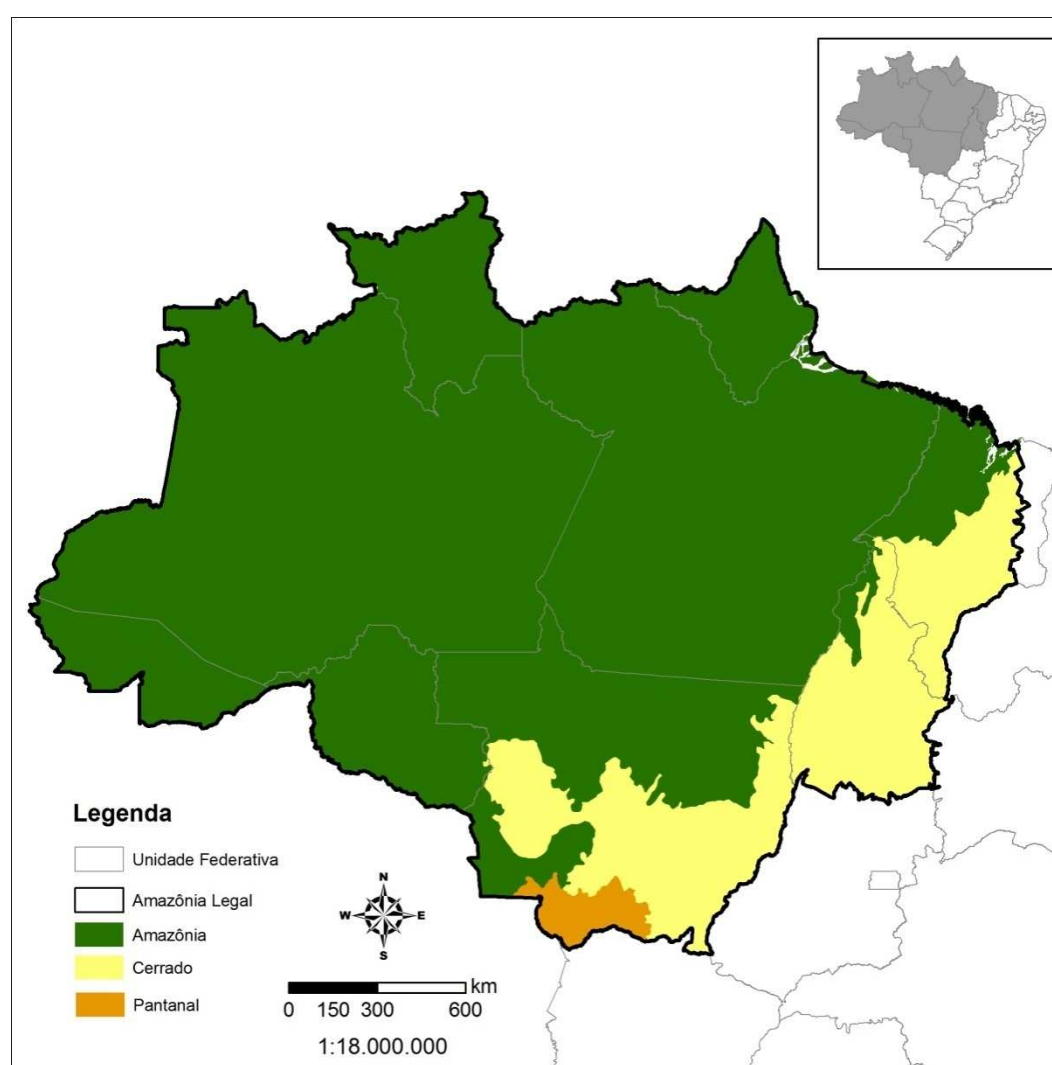 Legenda
Unidade Federativa
Amazônia Legal
Amazônia
Cerrado
Pantanal
N
W E
S
km
0 150 300 600
1:18.000.000